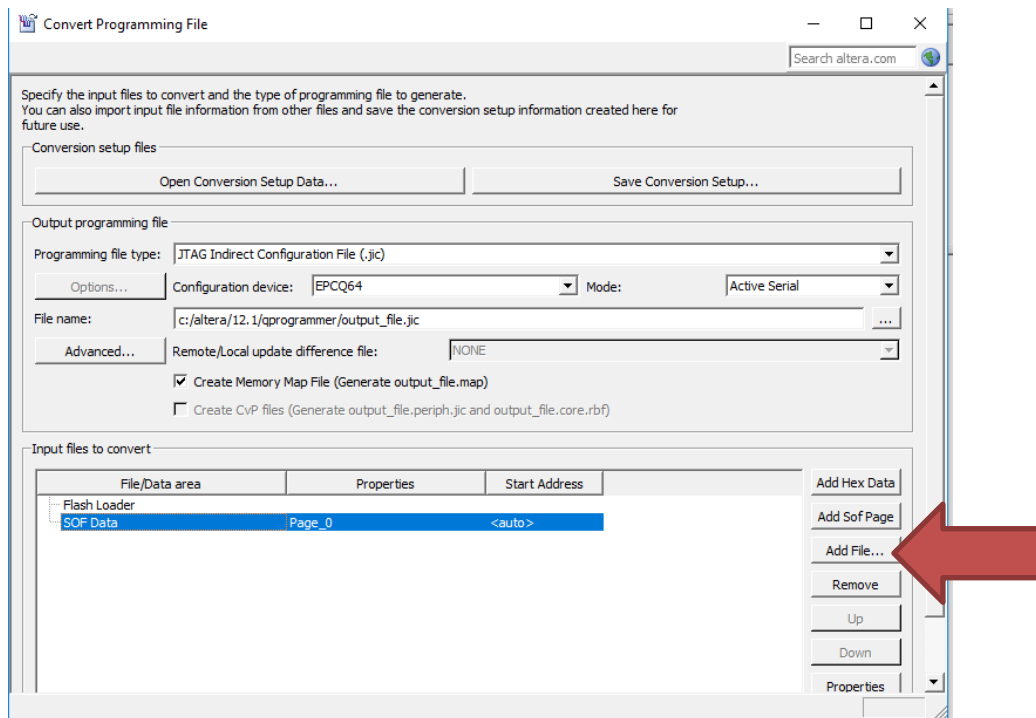 Convert Programming File
Search altera.com
Specify the input files to convert and the type of programming file to generate.
You can also import input file information from other files and save the conversion setup information created here for
future use.
Conversion setup files
Open Conversion Setup Data... Save Conversion Setup...
Output programming file
Programming file type: JTAG Indirect Configuration File (.jic)
Options... Configuration device: EPCQ64 Mode: Active Serial
File name: c:/altera/12.1/qprogrammer/output_file.jic ...
Advanced... Remote/Local update difference file: NONE
Create Memory Map File (Generate output_file.map)
Create CvP files (Generate output_file.periph.jic and output_file.core.rbf)
Input files to convert
File/Data area Properties Start Address Add Hex Data
Flash Loader
SOF Data Page_0 <auto> Add Sof Page
Add File...
Remove
Up
Down
Properties